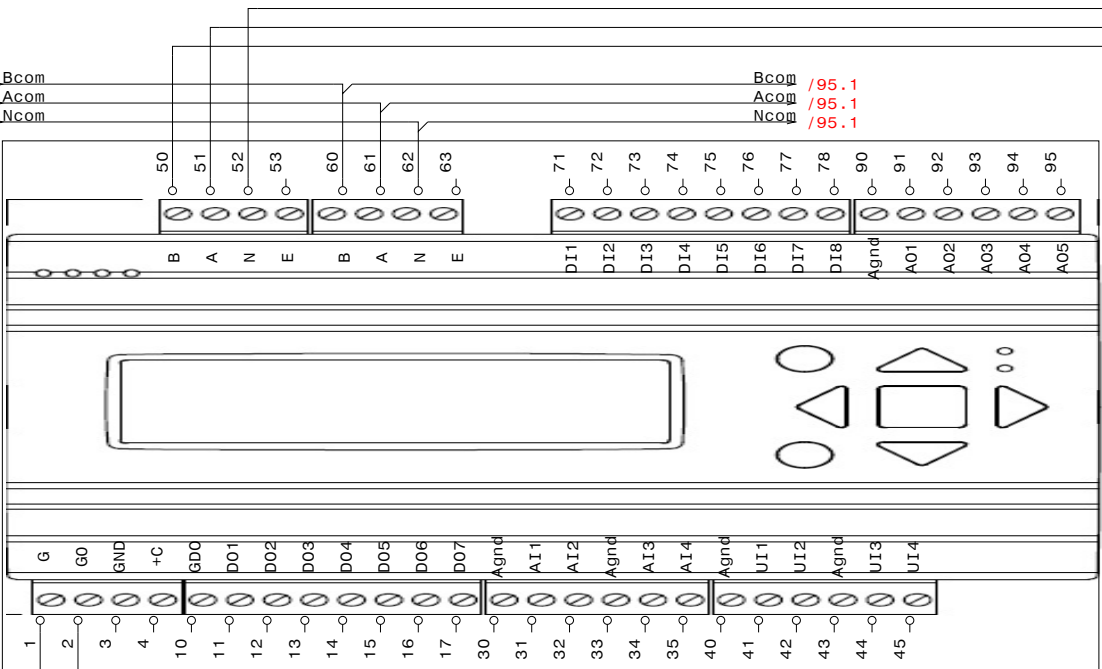 Bcom Bcom /95.1
Acom Acom /95.1
Ncom Ncom /95.1
50 51 52 53 60 61 62 63 71 72 73 74 75 76 77 78 90 91 92 93 94 95
B A N E B A N E DI1 DI2 DI3 DI4 DI5 DI6 DI7 DI8 Agnd AO1 AO2 AO3 AO4 AO5
G G0 GND +C GDO DO1 DO2 DO3 DO4 DO5 DO6 DO7 Agnd AI1 AI2 Agnd AI3 AI4 Agnd UI1 UI2 Agnd UI3 UI4
1 2 3 4 10 11 12 13 14 15 16 17 30 31 32 33 34 35 40 41 42 43 44 45